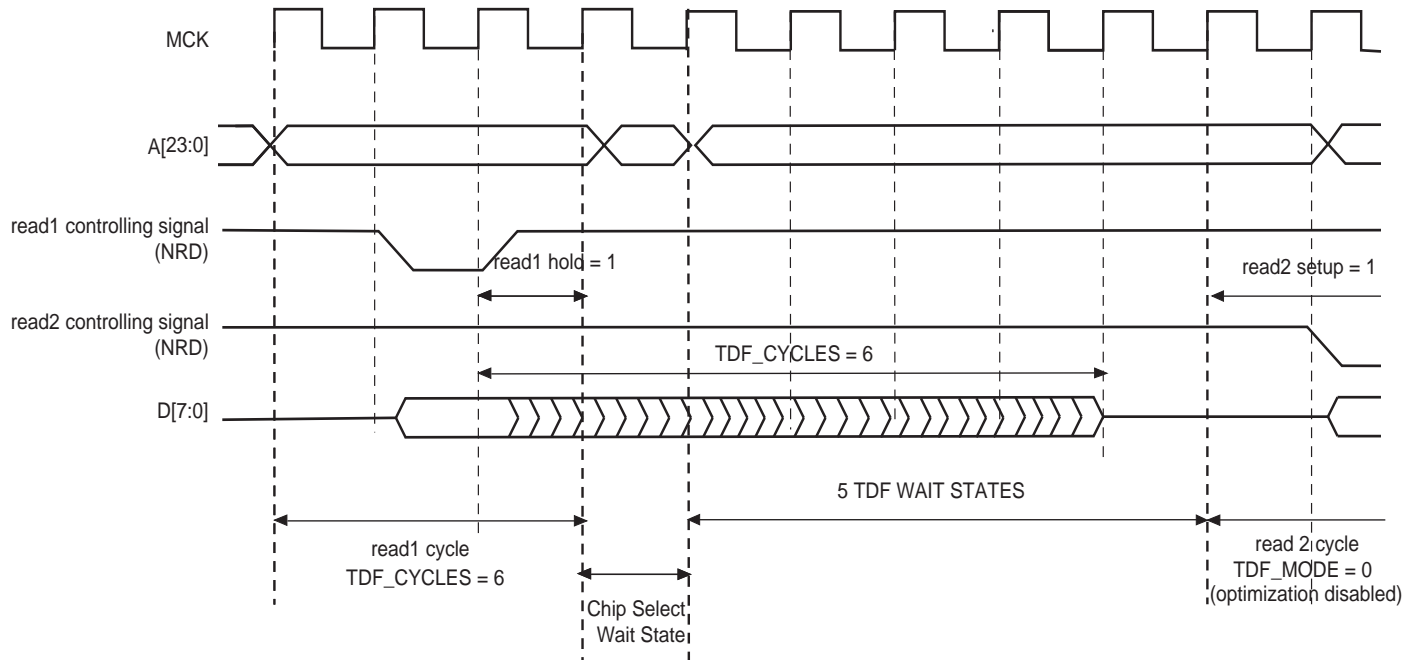 MCK
A[23:0]
read1 controlling signal
(NRD)
read1 hold = 1
read2 setup = 1
read2 controlling signal
(NRD)
TDF_CYCLES = 6
D[7:0]
5 TDF WAIT STATES
read1 cycle
TDF_CYCLES = 6
Chip Select
Wait State
read 2 cycle
TDF_MODE = 0
(optimization disabled)